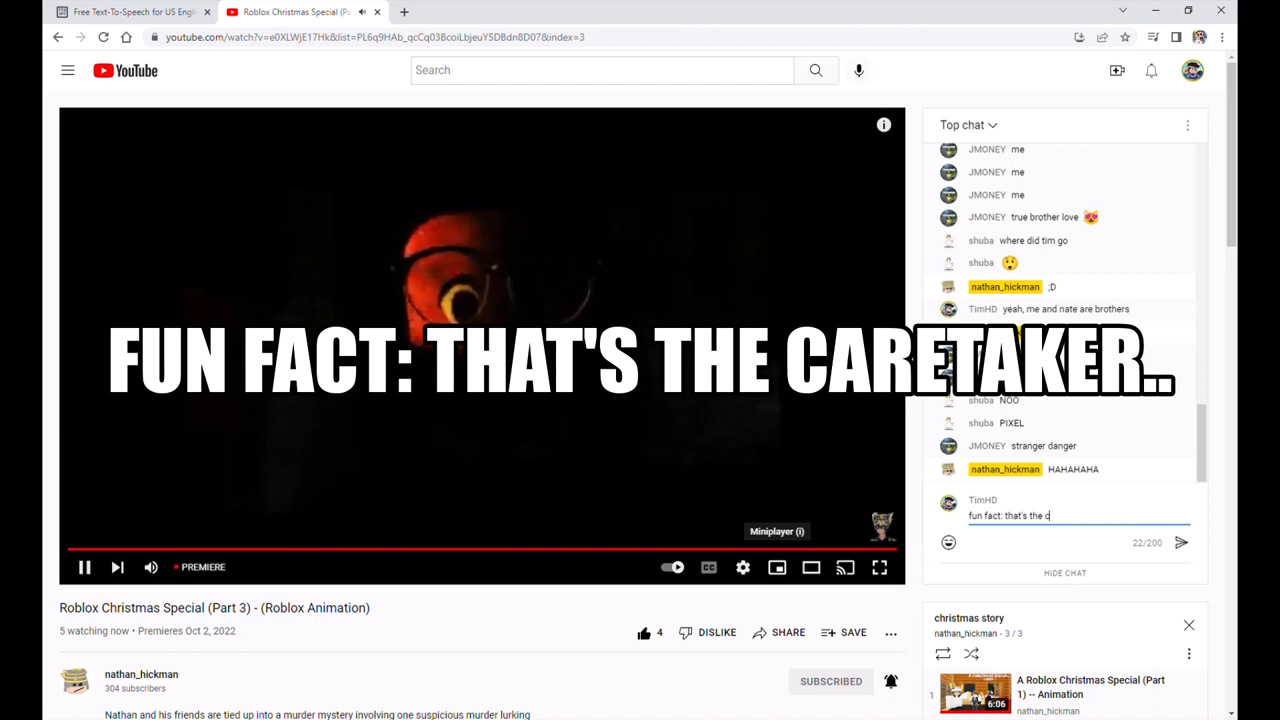 Free Text-To-Speech for US Engli
Roblox Christmas Special (Pa
youtube.com/watch?v=e0XLWjE17Hk&list=PL6q9HAb_qcCq03BcoiLbjeuY5DBdn8D07&index=3
YouTube
Search
FUN FACT: THAT'S THE CARETAKER..
Miniplayer (i)
PREMIERE
Roblox Christmas Special (Part 3) - (Roblox Animation)
5 watching now • Premieres Oct 2, 2022
4
DISLIKE
SHARE
SAVE
nathan_hickman
304 subscribers
SUBSCRIBED
Nathan and his friends are tied up into a murder mystery involving one suspicious murder lurking
Top chat
JMONEY me
JMONEY me
JMONEY me
JMONEY true brother love 😻
shuba where did tim go
shuba 😲
nathan_hickman ;D
TimHD yeah, me and nate are brothers
shuba NOO
shuba PIXEL
JMONEY stranger danger
nathan_hickman HAHAHAHA
TimHD
fun fact: that's the c
22/200
HIDE CHAT
christmas story
nathan_hickman - 3 / 3
1
6:06
A Roblox Christmas Special (Part
1) -- Animation
nathan_hickman